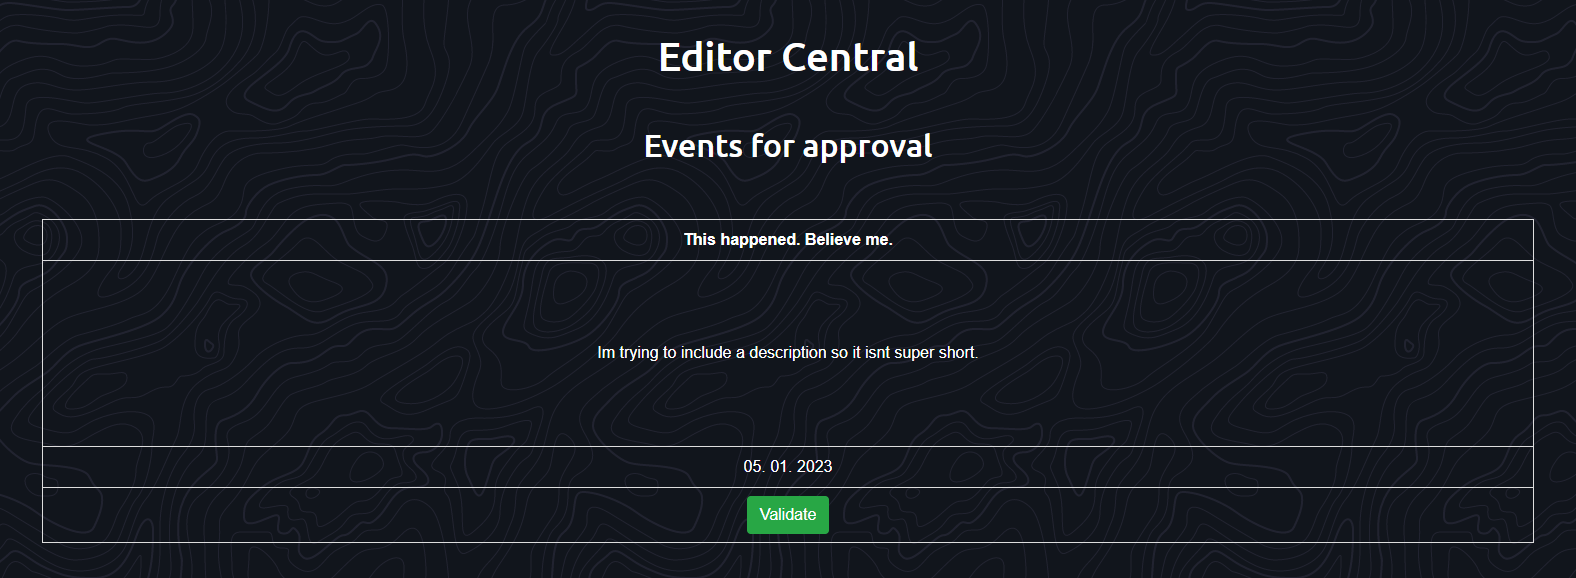 Editor Central
Events for approval
This happened. Believe me.
Im trying to include a description so it isnt super short.
05. 01. 2023
Validate